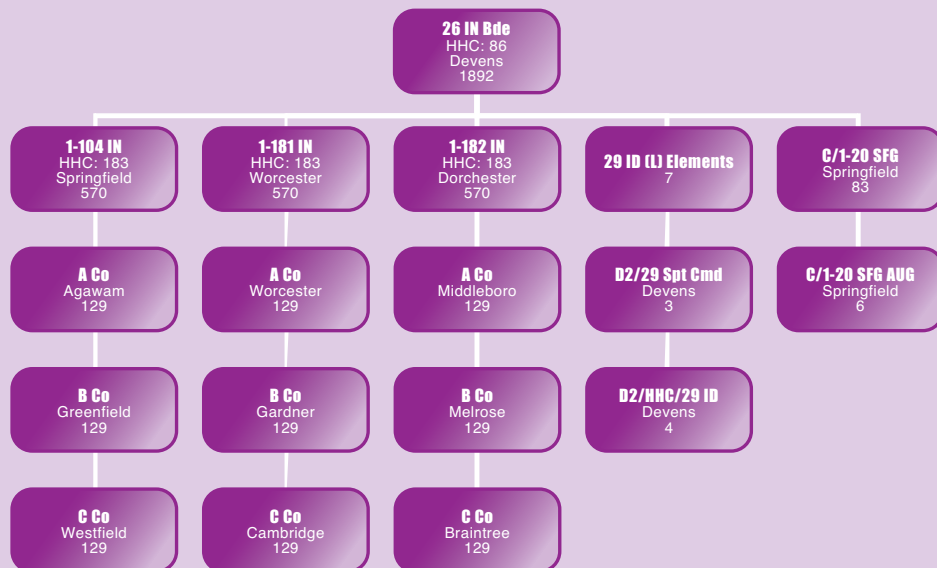 26 IN Bde
HHC: 86
Devens
1892
1-104 IN
HHC: 183
Springfield
570
1-181 IN
HHC: 183
Worcester
570
1-182 IN
HHC: 183
Dorchester
570
29 ID (L) Elements
7
C/1-20 SFG
Springfield
83
A Co
Agawam
129
A Co
Worcester
129
A Co
Middleboro
129
D2/29 Spt Cmd
Devens
3
C/1-20 SFG AUG
Springfield
6
B Co
Greenfield
129
B Co
Gardner
129
B Co
Melrose
129
D2/HHC/29 ID
Devens
4
C Co
Westfield
129
C Co
Cambridge
129
C Co
Braintree
129